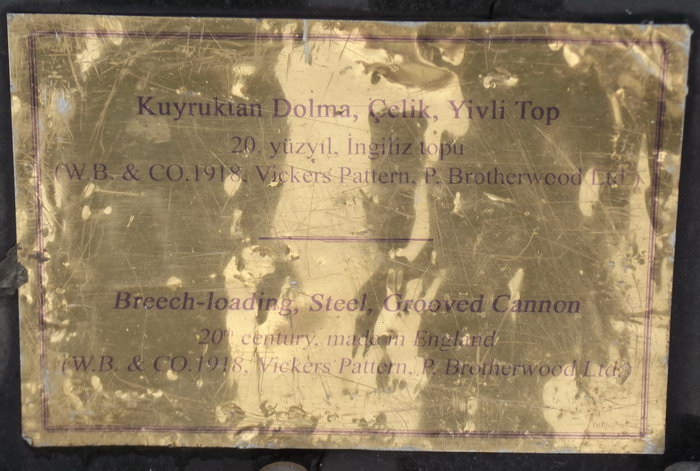 Kuyruktan Dolma, Çelik, Yivli Top
20. yüzyıl, İngiliz topu
(W.B. & CO.1918, Vickers Pattern, P. Brotherwood Ltd.)
Breech-loading, Steel, Grooved Cannon
20th century, made in England
(W.B. & CO.1918, Vickers Pattern, P. Brotherwood Ltd.)